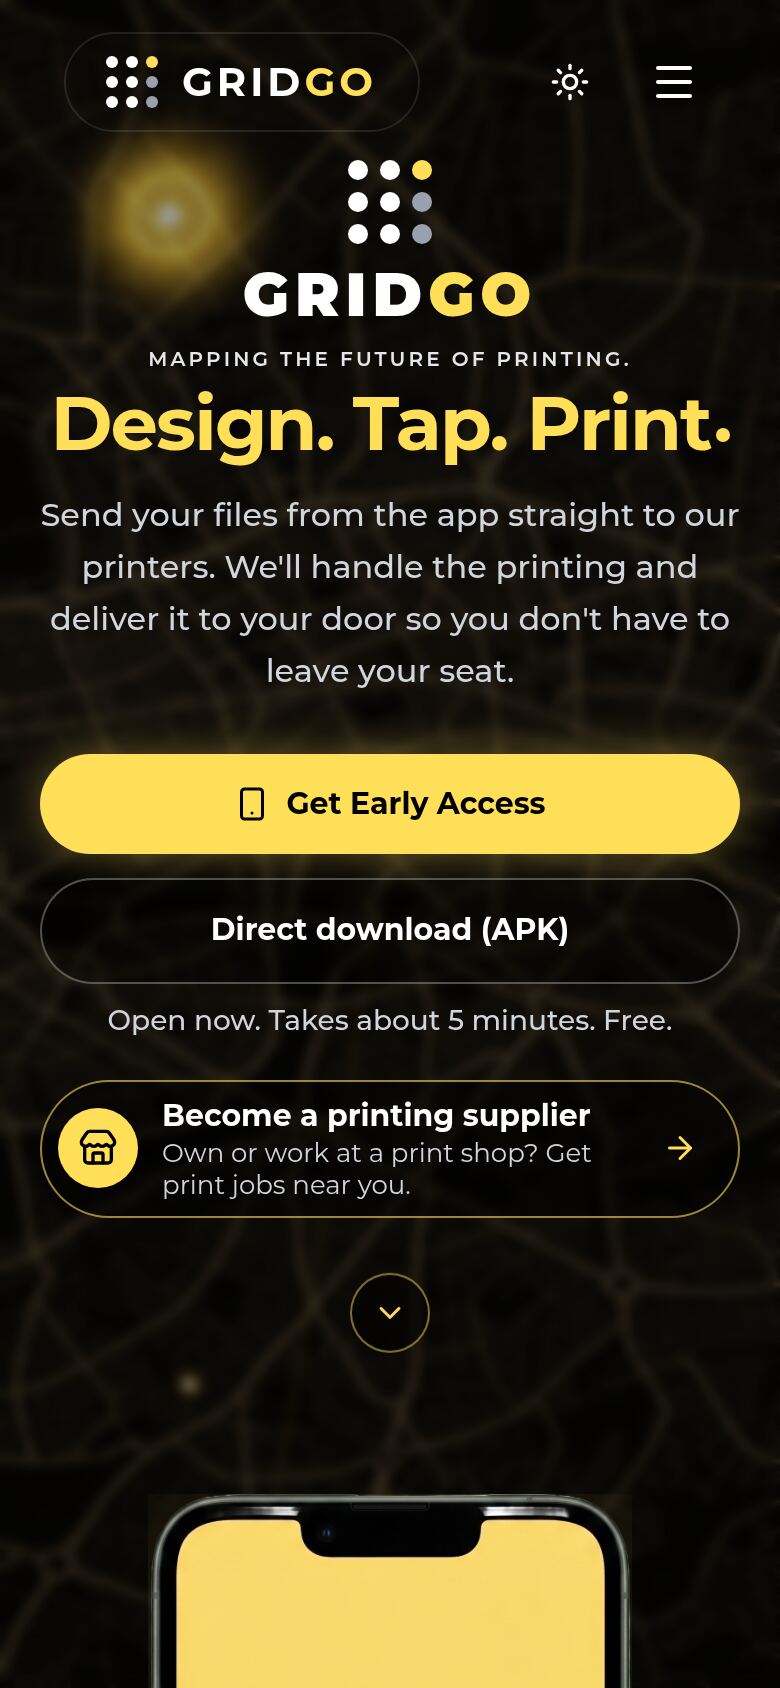 GRIDGO
GRIDGO
MAPPING THE FUTURE OF PRINTING.
Design. Tap. Print.
Send your files from the app straight to our
printers. We'll handle the printing and
deliver it to your door so you don't have to
leave your seat.
Get Early Access
Direct download (APK)
Open now. Takes about 5 minutes. Free.
Become a printing supplier
Own or work at a print shop? Get
print jobs near you.